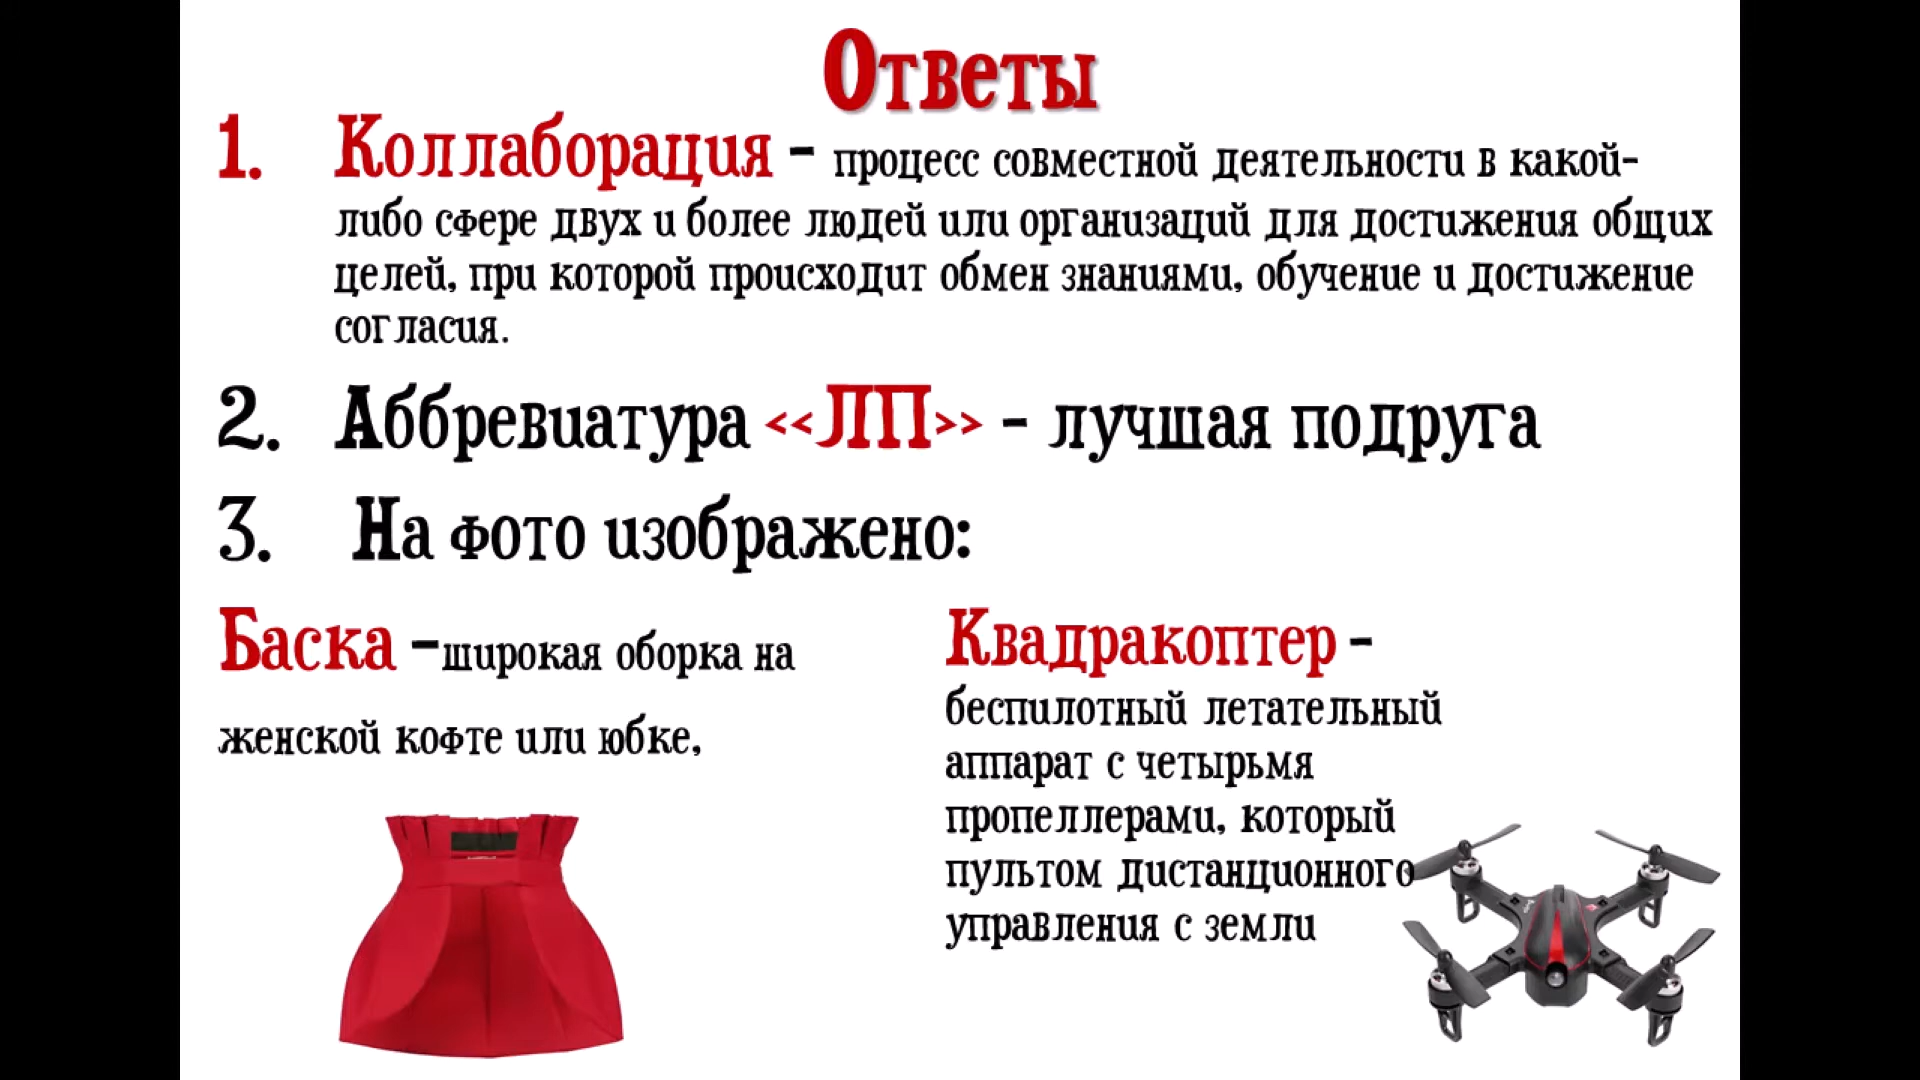 Ответы
1. Коллаборация – процесс совместной деятельности в какой-
либо сфере двух и более людей или организаций для достижения общих
целей, при которой происходит обмен знаниями, обучение и достижение
согласия.
2. Аббревиатура <<ЛП>> - лучшая подруга
3. На фото изображено:
Баска –широкая оборка на
женской кофте или юбке,
Квадракоптер -
беспилотный летательный
аппарат с четырьмя
пропеллерами, который
пультом дистанционного
управления с земли